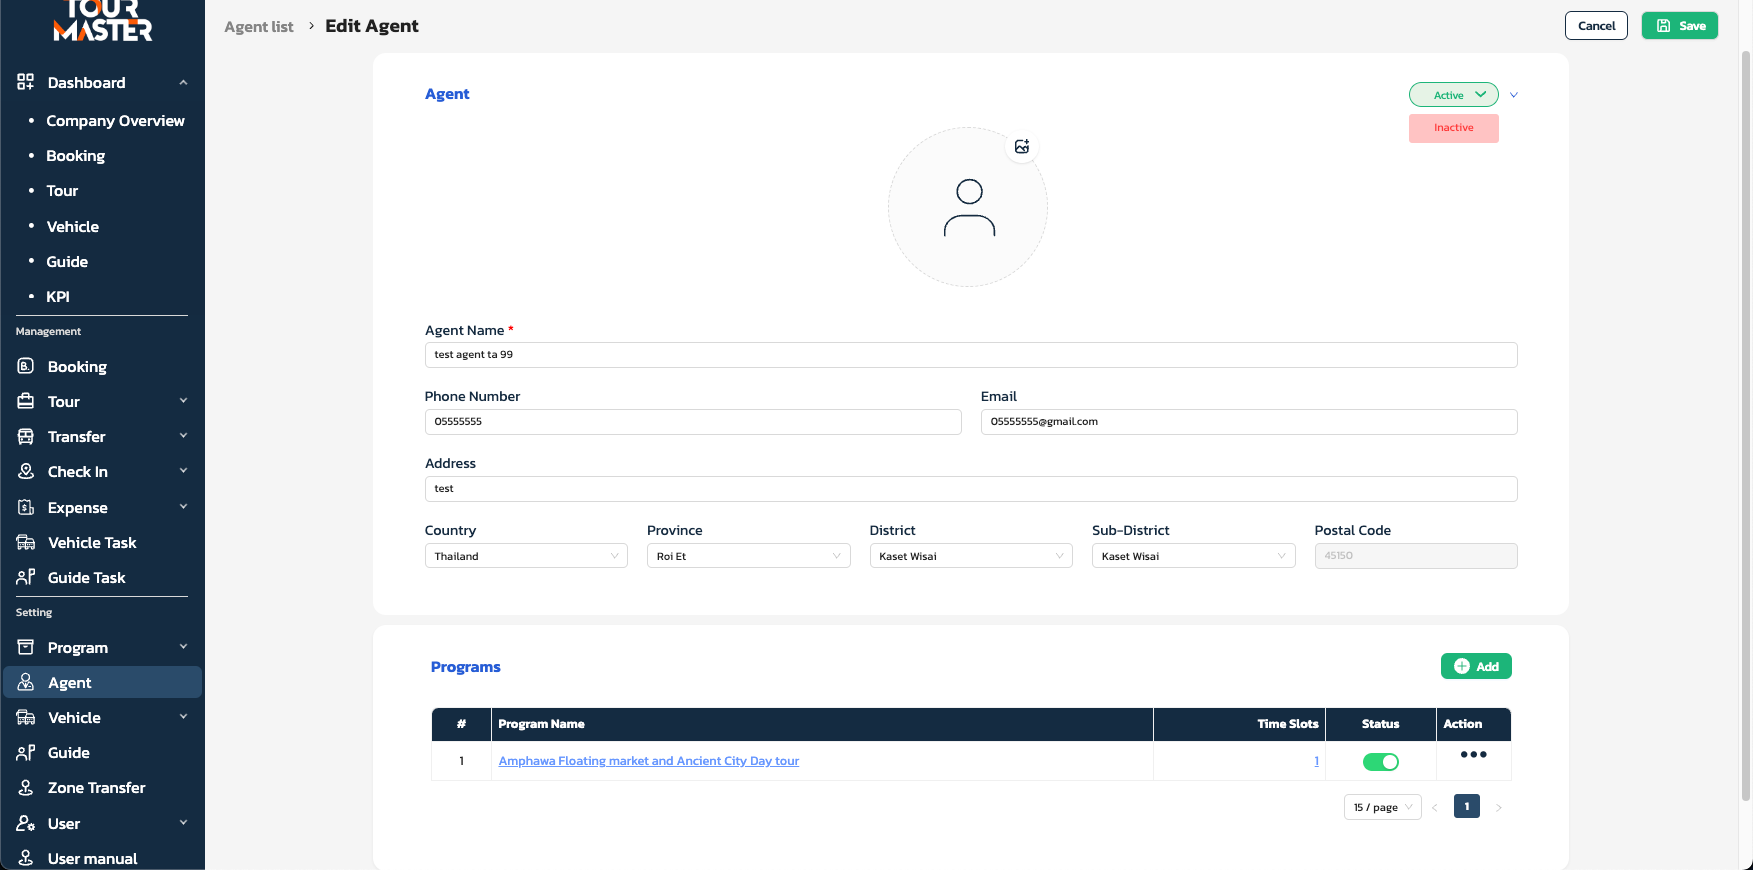 TOUR
MASTER
Dashboard
Company Overview
Booking
Tour
Vehicle
Guide
KPI
Management
Booking
Tour
Transfer
Check In
Expense
Vehicle Task
Guide Task
Setting
Program
Agent
Vehicle
Guide
Zone Transfer
User
User manual
Agent list > Edit Agent
Cancel
Save
Agent
Active
Inactive
Agent Name *
test agent ta 99
Phone Number
Email
05555555
05555555@gmail.com
Address
test
Country
Province
District
Sub-District
Postal Code
Thailand
Roi Et
Kaset Wisai
Kaset Wisai
45150
Programs
Add
# Program Name Time Slots Status Action
1 Amphawa Floating market and Ancient City Day tour 1
15 / page < 1 >